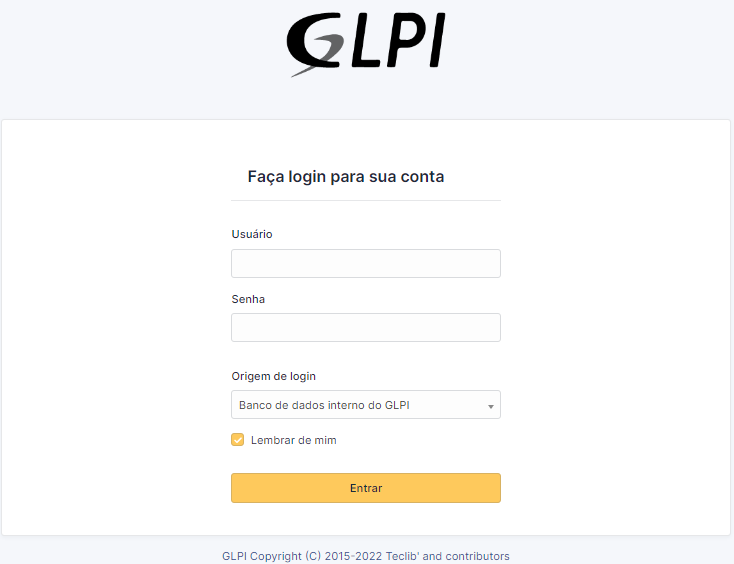 GLPI
Faça login para sua conta
Usuário
Senha
Origem de login
Banco de dados interno do GLPI
Lembrar de mim
Entrar
GLPI Copyright (C) 2015-2022 Teclib' and contributors